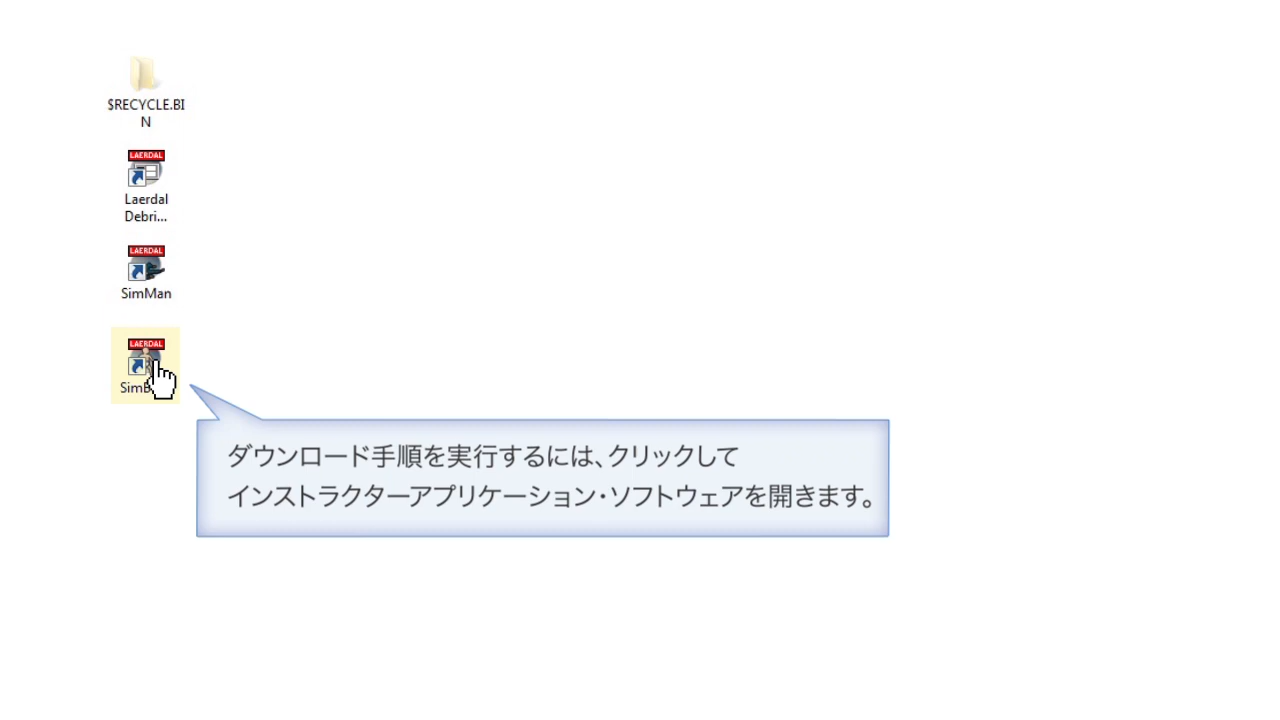 $RECYCLE.BI
N
LAERDAL
Laerdal
Debri...
LAERDAL
SimMan
LAERDAL
ダウンロード手順を実行するには、クリックして
インストラクターアプリケーション・ソフトウェアを開きます。